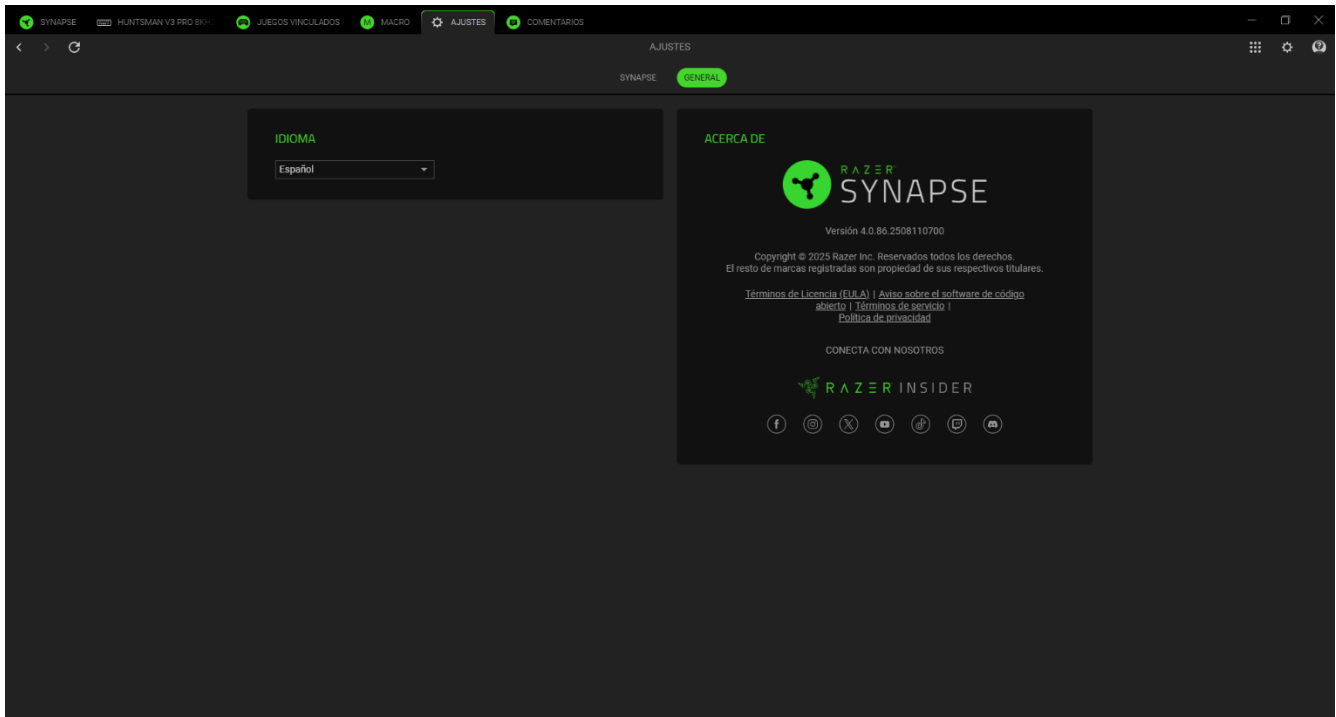 SYNAPSE
HUNTSMAN V3 PRO 8KHZ
JUEGOS VINCULADOS
M
MACRO
AJUSTES
COMENTARIOS
AJUSTES
SYNAPSE
GENERAL
IDIOMA
Español
ACERCA DE
RAZER
SYNAPSE
Versión 4.0.86.2508110700
Copyright © 2025 Razer Inc. Reservados todos los derechos.
El resto de marcas registradas son propiedad de sus respectivos titulares.
Términos de Licencia (EULA) | Aviso sobre el software de código
abierto | Términos de servicio |
Política de privacidad
CONECTA CON NOSOTROS
RAZER INSIDER